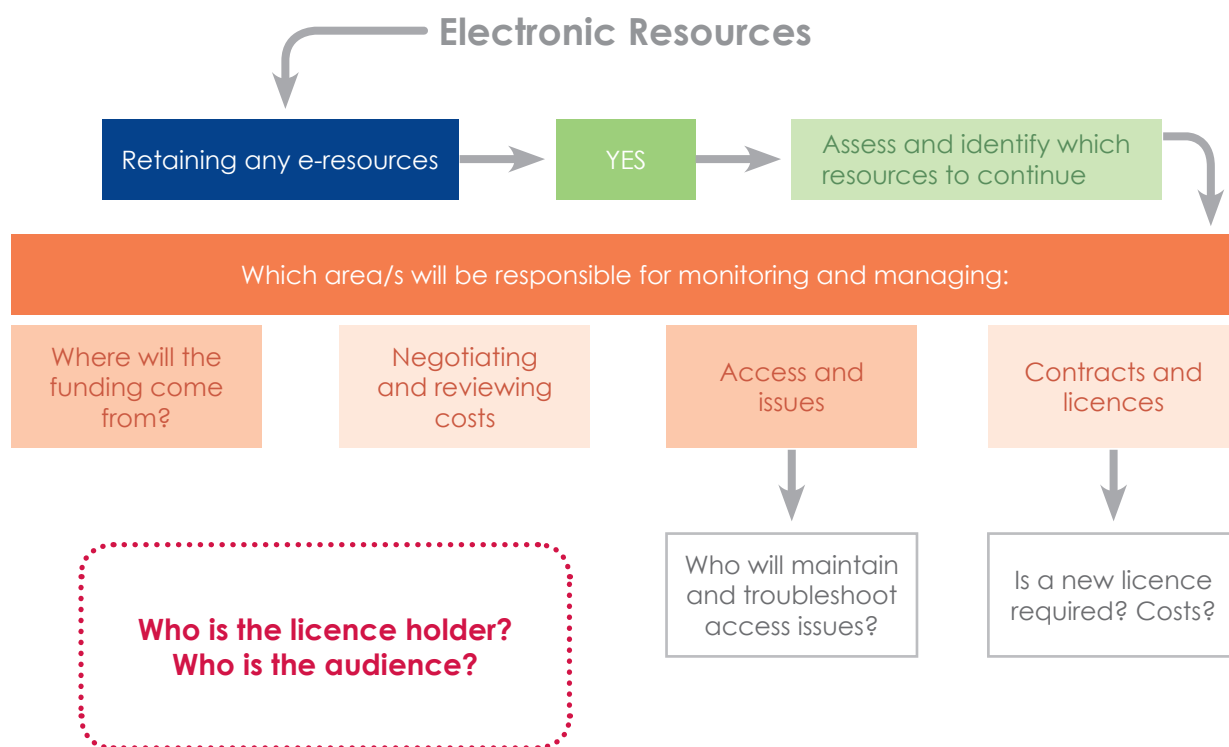 Electronic Resources
Retaining any e-resources
YES
Assess and identify which
resources to continue
Which area/s will be responsible for monitoring and managing:
Where will the
funding come
from?
Negotiating
and reviewing
costs
Access and
issues
Contracts and
licences
Who will maintain
and troubleshoot
access issues?
Is a new licence
required? Costs?
Who is the licence holder?
Who is the audience?